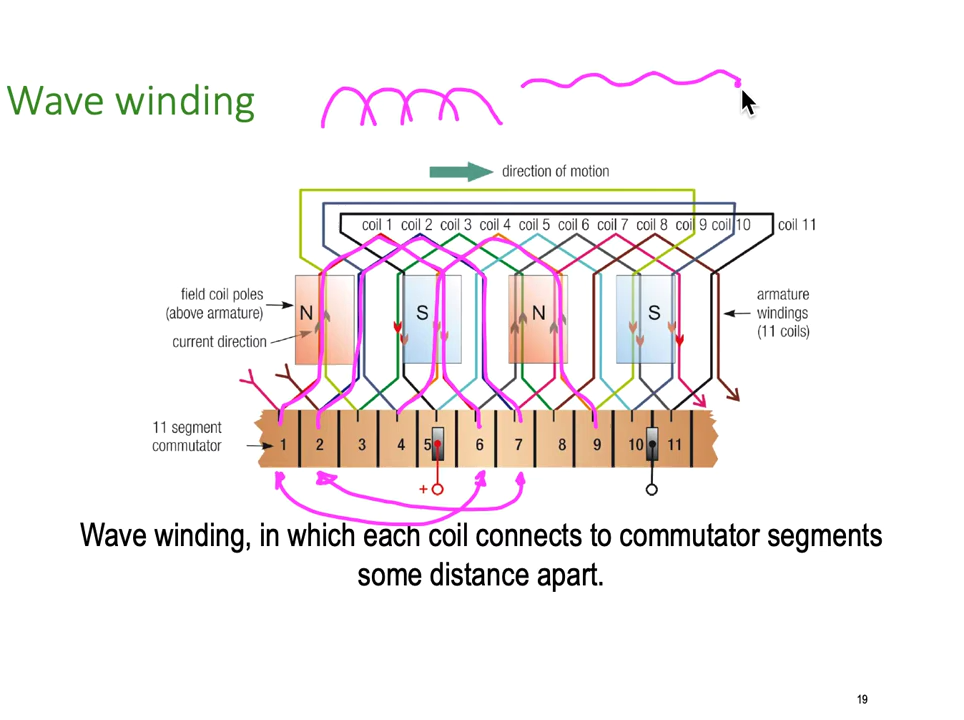 Wave winding
direction of motion
coil 1 coil 2 coil 3 coil 4 coil 5 coil 6 coil 7 coil 8 coil 9 coil 10 coil 11
field coil poles
(above armature)
N S N S
armature
windings
(11 coils)
current direction
11 segment
commutator
1 2 3 4 5 6 7 8 9 10 11
+
Wave winding, in which each coil connects to commutator segments
some distance apart.
19